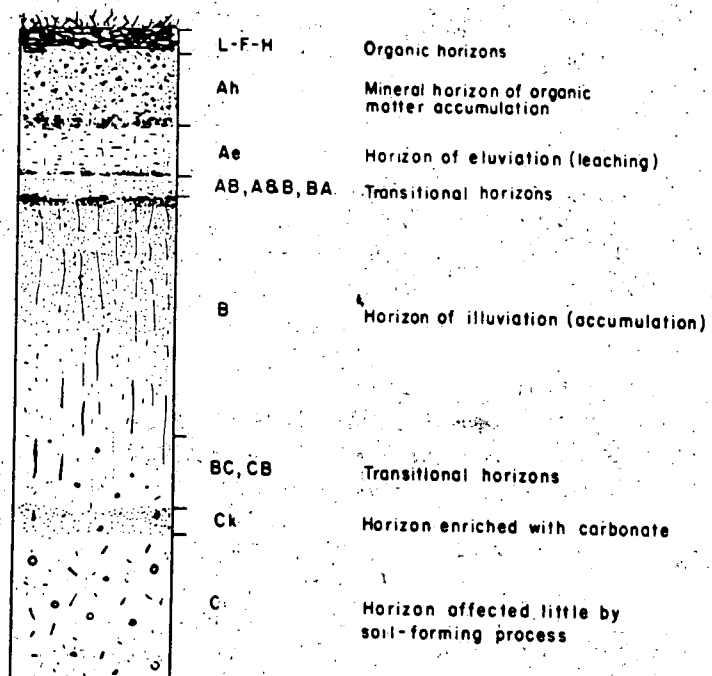 L-F-H Organic horizons
Ah Mineral horizon of organic
matter accumulation
Ae Horizon of eluviation (leaching)
AB, A&B, BA Transitional horizons
B Horizon of illuviation (accumulation)
BC, CB Transitional horizons
Ck Horizon enriched with carbonate
C Horizon affected little by
soil-forming process